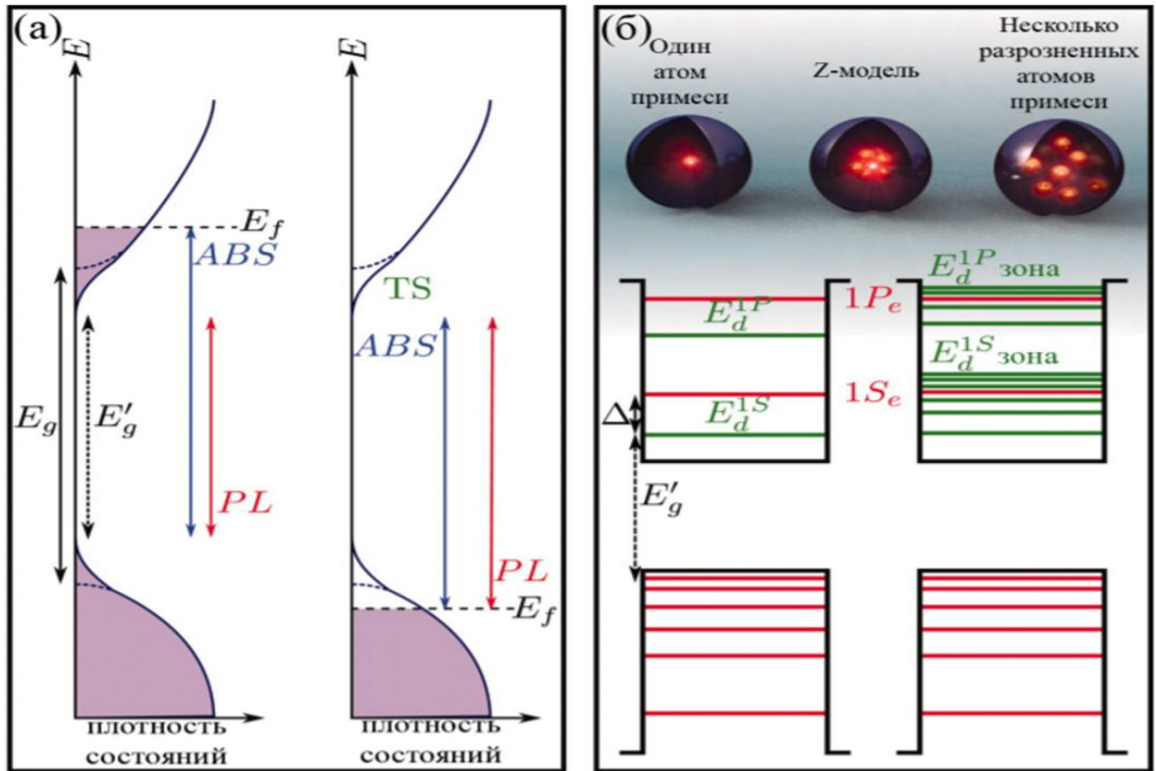 (а)
E
E
E_f
ABS
TS
ABS
E_g
E'_g
PL
PL
E_f
плотность
состояний
плотность
состояний
(б)
Один
атом
примеси
Z-модель
Несколько
разрозненных
атомов
примеси
E_d^{1P} зона
1P_e
E_d^{1P}
E_d^{1S} зона
1S_e
Δ
E_d^{1S}
E'_g